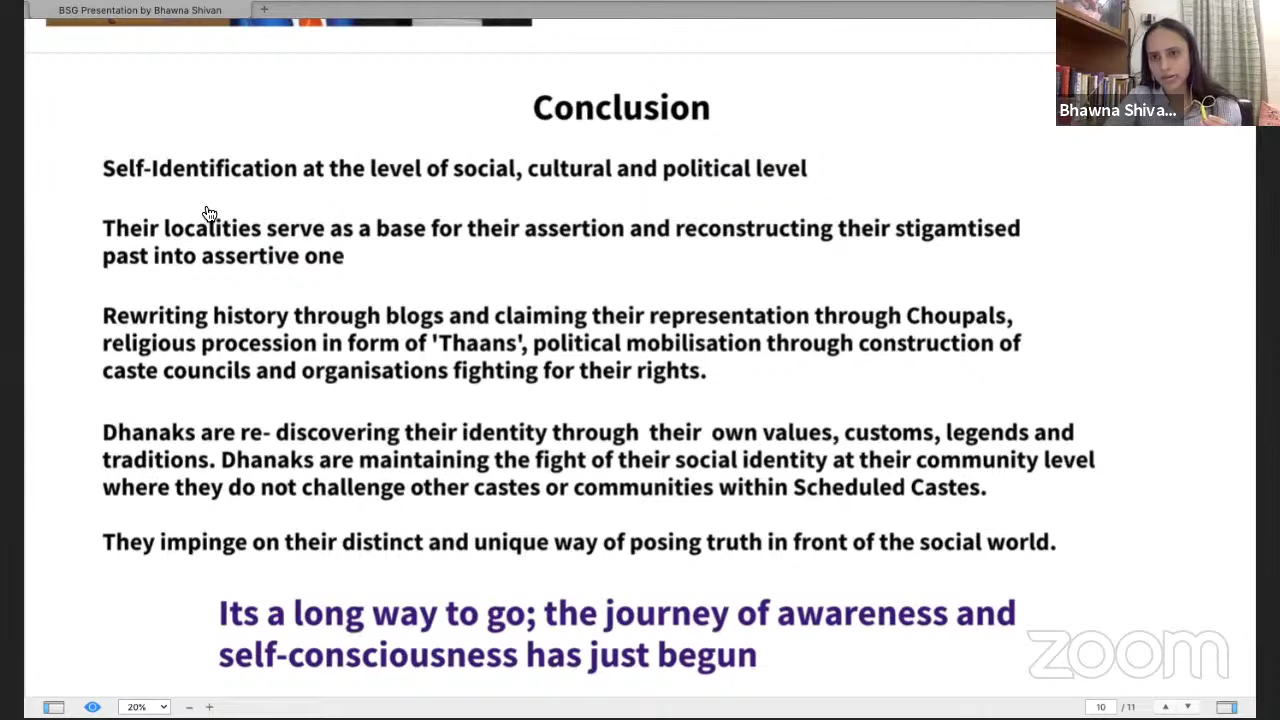 BSG Presentation by Bhawna Shivan
+
Bhawna Shiva...
Conclusion
Self-Identification at the level of social, cultural and political level
Their localities serve as a base for their assertion and reconstructing their stigamtised
past into assertive one
Rewriting history through blogs and claiming their representation through Choupals,
religious procession in form of 'Thaans', political mobilisation through construction of
caste councils and organisations fighting for their rights.
Dhanaks are re- discovering their identity through  their  own values, customs, legends and
traditions. Dhanaks are maintaining the fight of their social identity at their community level
where they do not challenge other castes or communities within Scheduled Castes.
They impinge on their distinct and unique way of posing truth in front of the social world.
Its a long way to go; the journey of awareness and
self-consciousness has just begun
zoom
20% − + 10 / 11